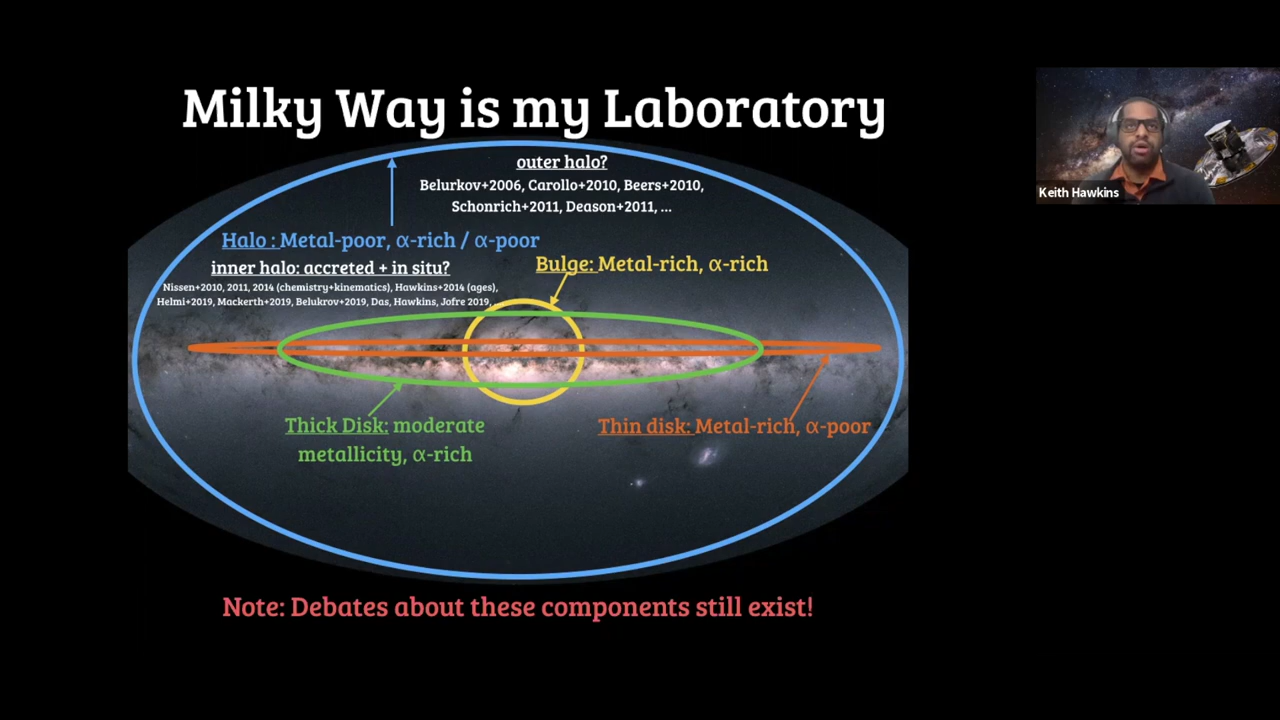 Milky Way is my Laboratory
outer halo?
Belurkov+2006, Carollo+2010, Beers+2010,
Schonrich+2011, Deason+2011, ...
Halo : Metal-poor, α-rich / α-poor
inner halo: accreted + in situ?
Nissen+2010, 2011, 2014 (chemistry+kinematics), Hawkins+2014 (ages),
Helmi+2019, Mackerth+2019, Belukrov+2019, Das, Hawkins, Jofre 2019, ...
Bulge: Metal-rich, α-rich
Thick Disk: moderate
metallicity, α-rich
Thin disk: Metal-rich, α-poor
Note: Debates about these components still exist!
Keith Hawkins